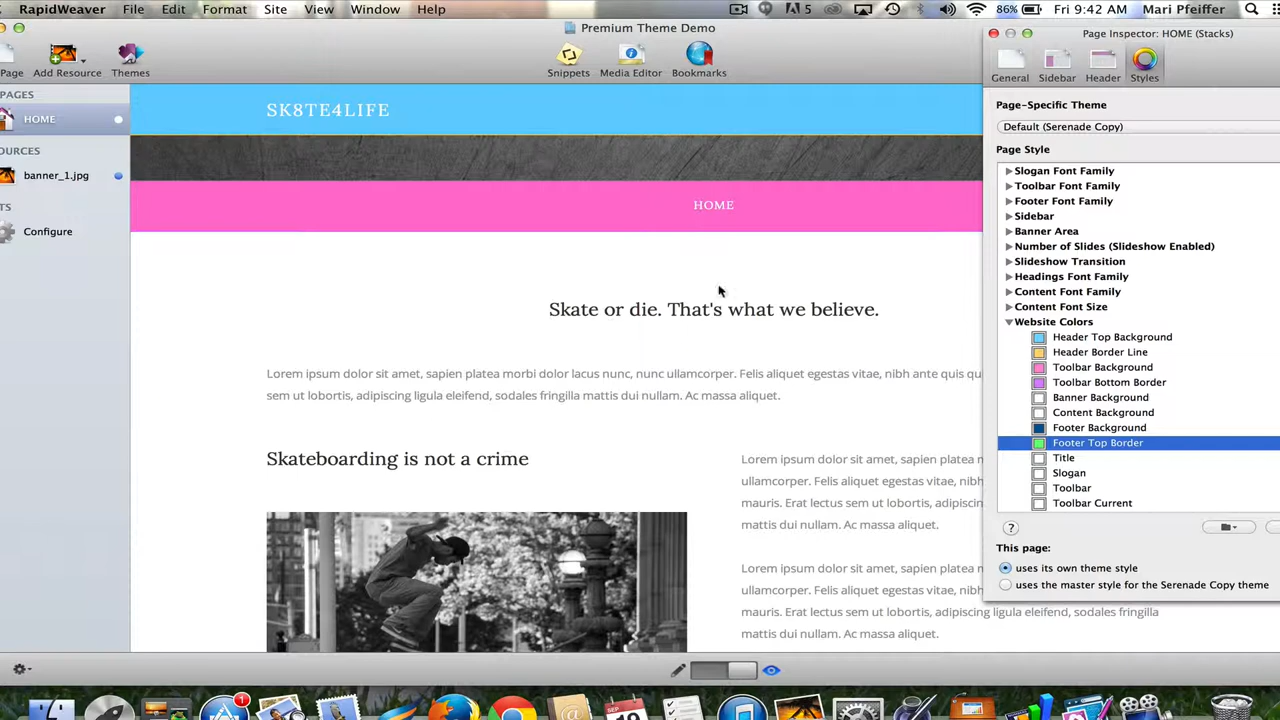 RapidWeaver File Edit Format Site View Window Help 5 86% Fri 9:42 AM Mari Pfeiffer
Premium Theme Demo
Page Inspector: HOME (Stacks)
Page Add Resource Themes Snippets Media Editor Bookmarks
General Sidebar Header Styles
PAGES
HOME
OURCES
banner_1.jpg
TS
Configure
SK8TE4LIFE
HOME
Skate or die. That's what we believe.
Lorem ipsum dolor sit amet, sapien platea morbi dolor lacus nunc, nunc ullamcorper. Felis aliquet egestas vitae, nibh ante quis qu
sem ut lobortis, adipiscing ligula eleifend, sodales fringilla mattis dui nullam. Ac massa aliquet.
Skateboarding is not a crime
Lorem ipsum dolor sit amet, sapien platea m
ullamcorper. Felis aliquet egestas vitae, nibh
mauris. Erat lectus sem ut lobortis, adipiscin
mattis dui nullam. Ac massa aliquet.
Lorem ipsum dolor sit amet, sapien platea m
ullamcorper. Felis aliquet egestas vitae, nibh
mauris. Erat lectus sem ut lobortis, adipiscing ligula eleifend, sodales fringilla
mattis dui nullam. Ac massa aliquet.
Page-Specific Theme
Default (Serenade Copy)
Page Style
Slogan Font Family
Toolbar Font Family
Footer Font Family
Sidebar
Banner Area
Number of Slides (Slideshow Enabled)
Slideshow Transition
Headings Font Family
Content Font Family
Content Font Size
Website Colors
Header Top Background
Header Border Line
Toolbar Background
Toolbar Bottom Border
Banner Background
Content Background
Footer Background
Footer Top Border
Title
Slogan
Toolbar
Toolbar Current
?
This page:
uses its own theme style
uses the master style for the Serenade Copy theme
1